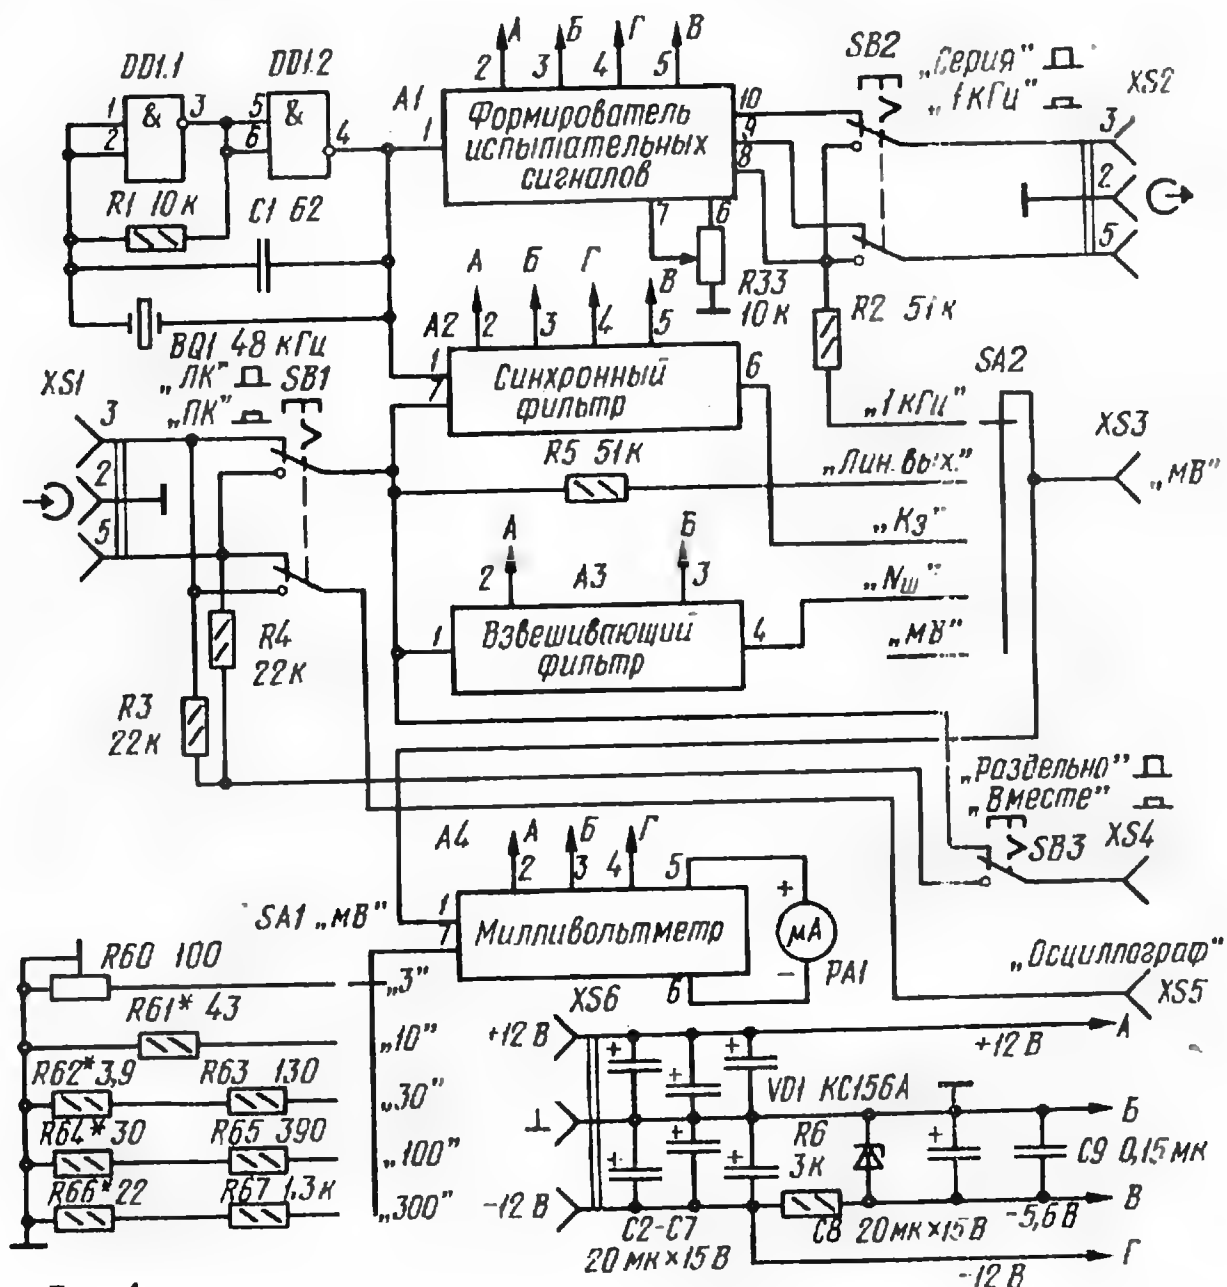 А Б Г В
2 3 4 5
DD1.1 DD1.2
1 2 & 3
5 6 & 4
A1
1
Формирователь
испытательных
сигналов
10
9
8
7 6
SB2
„Серия"
„1 кГц"
XS2
3
2
5
R1 10 к
C1 62
BQ1 48 кГц
R33
10 к
R2 51 к
А Б Г В
2 3 4 5
A2
1
7
Синхронный
фильтр
6
SA2
„1 кГц"
„Лин. вых."
„Кз"
„Nш"
„мВ"
XS3
„мВ"
XS1
3
2
5
„ЛК"
„ПК"
SB1
R5 51 к
А Б
2 3
A3
1
Взвешивающий
фильтр
4
R4
22 к
R3
22 к
„Раздельно"
„Вместе"
SB3
XS4
А Б Г
2 3 4 5
A4
1
7
Милливольтметр
6
+
μА
−
PA1
„Осциллограф"
XS5
SA1 „мВ"
R60 100
„3"
R61* 43
„10"
R62* 3,9 R63 130
„30"
R64* 30 R65 390
„100"
R66* 22 R67 1,3 к
„300"
XS6
+12 В
⊥
-12 В
+12 В А
VD1 КС156А
R6
3 к
Б
C9 0,15 мк
В
-5,6 В
C2-C7
20 мк×15 В
C8 20 мк×15 В
Г
-12 В